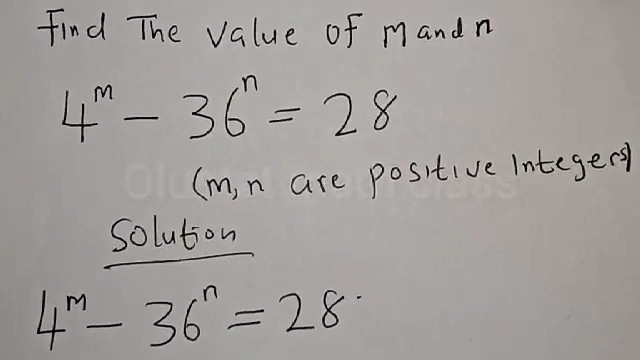 Find The value of m and n
4^m − 36^n = 28
(m, n are positive Integers)
Solution
4^m − 36^n = 28